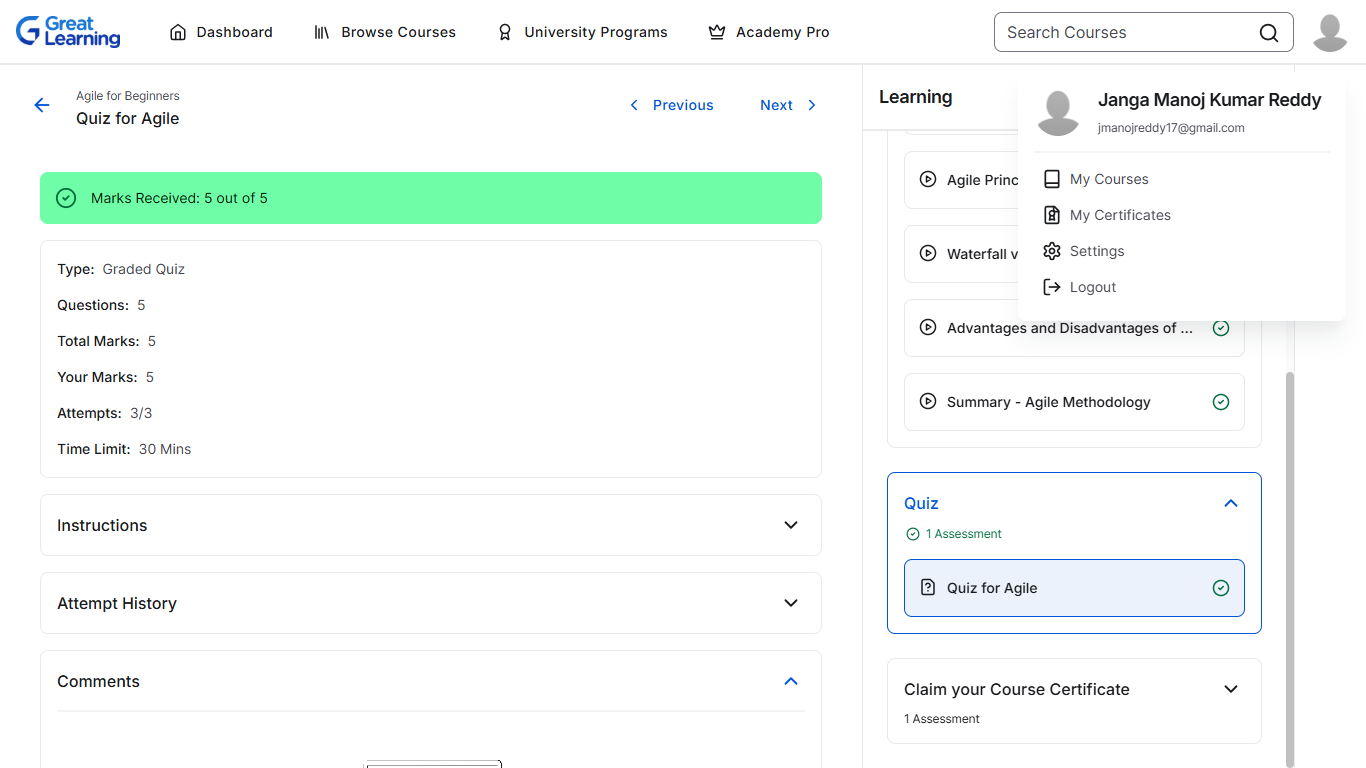 Great Learning
Dashboard
Browse Courses
University Programs
Academy Pro
Search Courses
Agile for Beginners
Quiz for Agile
Previous
Next
Marks Received: 5 out of 5
Type: Graded Quiz
Questions: 5
Total Marks: 5
Your Marks: 5
Attempts: 3/3
Time Limit: 30 Mins
Instructions
Attempt History
Comments
Learning
Janga Manoj Kumar Reddy
jmanojreddy17@gmail.com
My Courses
My Certificates
Settings
Logout
Agile Princ
Waterfall v
Advantages and Disadvantages of ...
Summary - Agile Methodology
Quiz
1 Assessment
Quiz for Agile
Claim your Course Certificate
1 Assessment